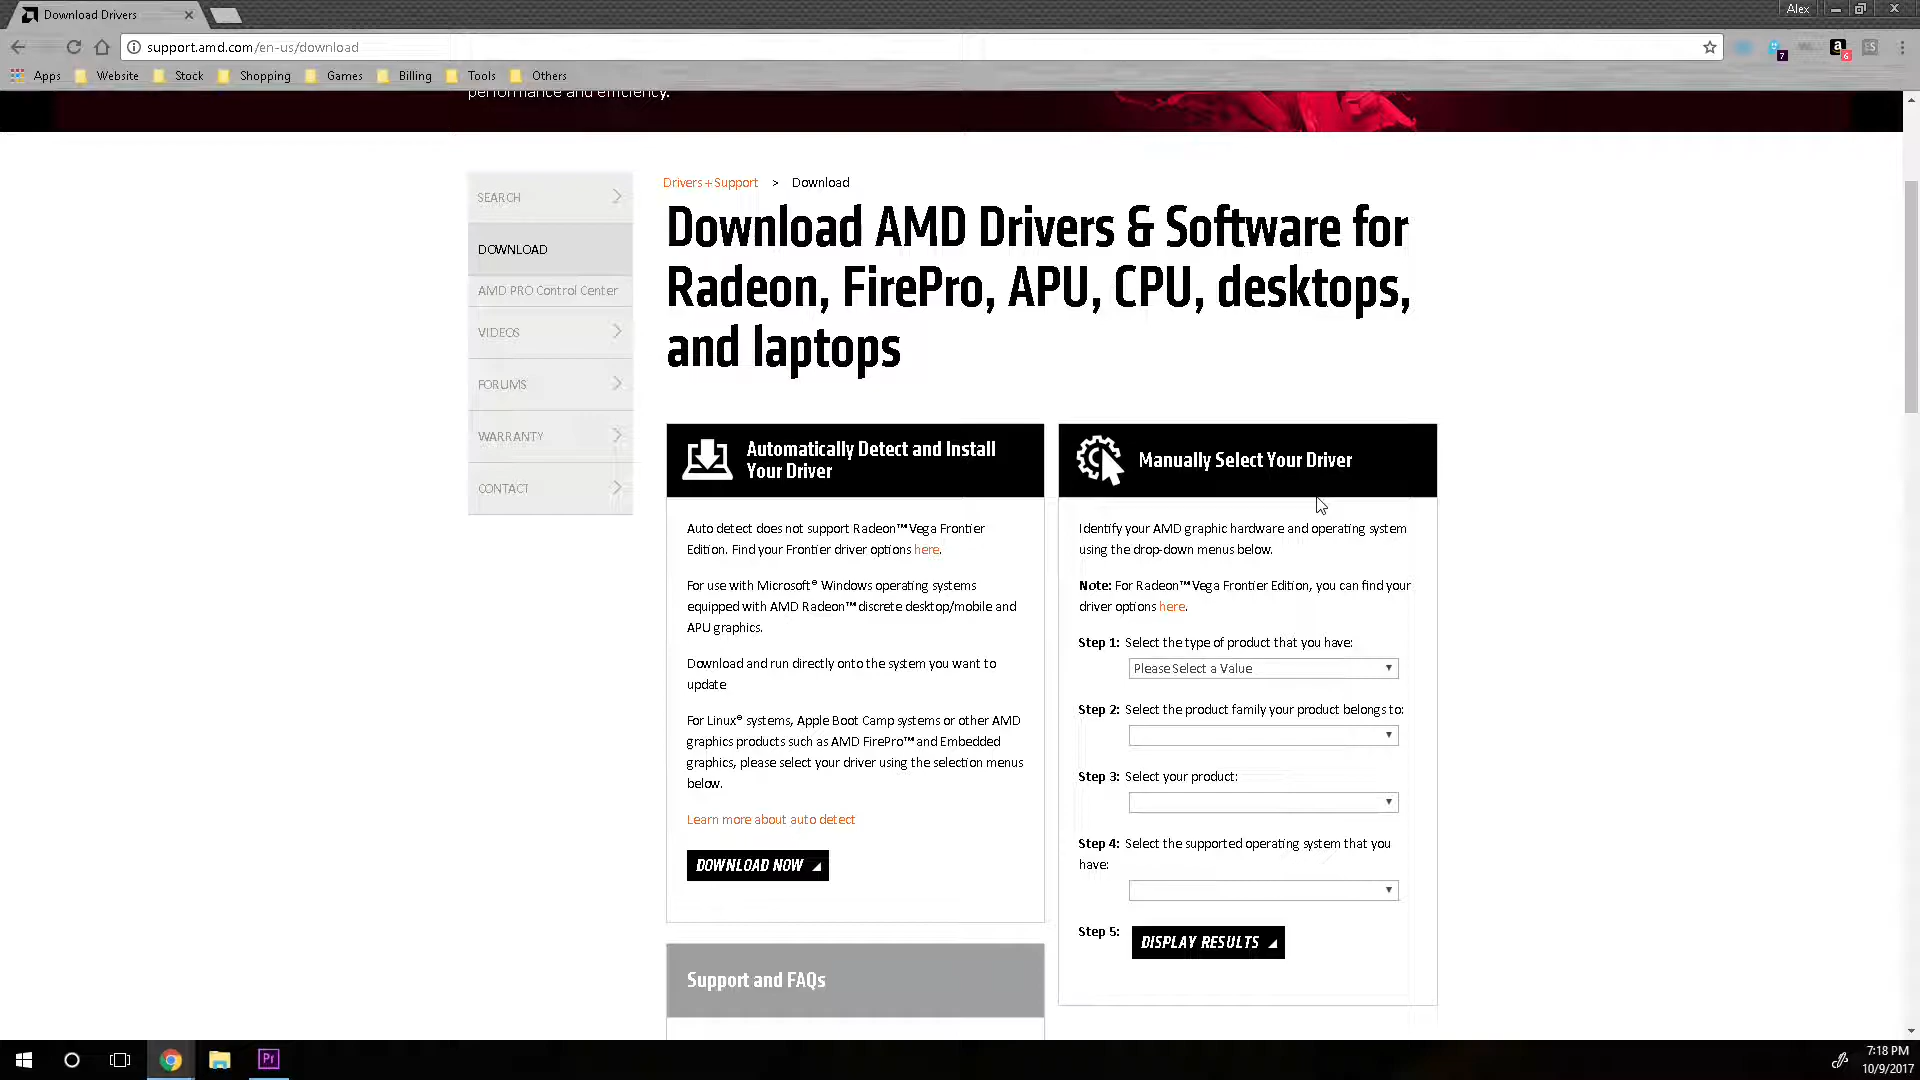 Download Drivers
Alex
support.amd.com/en-us/download
7
6
ES
Apps Website Stock Shopping Games Billing Tools Others
performance and efficiency.
SEARCH
DOWNLOAD
AMD PRO Control Center
VIDEOS
FORUMS
WARRANTY
CONTACT
Drivers + Support > Download
Download AMD Drivers & Software for
Radeon, FirePro, APU, CPU, desktops,
and laptops
Automatically Detect and Install
Your Driver
Auto detect does not support Radeon™ Vega Frontier
Edition. Find your Frontier driver options here.
For use with Microsoft® Windows operating systems
equipped with AMD Radeon™ discrete desktop/mobile and
APU graphics.
Download and run directly onto the system you want to
update
For Linux® systems, Apple Boot Camp systems or other AMD
graphics products such as AMD FirePro™ and Embedded
graphics, please select your driver using the selection menus
below.
Learn more about auto detect
DOWNLOAD NOW
Support and FAQs
Manually Select Your Driver
Identify your AMD graphic hardware and operating system
using the drop-down menus below.
Note: For Radeon™ Vega Frontier Edition, you can find your
driver options here.
Step 1: Select the type of product that you have:
Please Select a Value
Step 2: Select the product family your product belongs to:
Step 3: Select your product:
Step 4: Select the supported operating system that you
have:
Step 5:
DISPLAY RESULTS
Pr
7:18 PM
10/9/2017